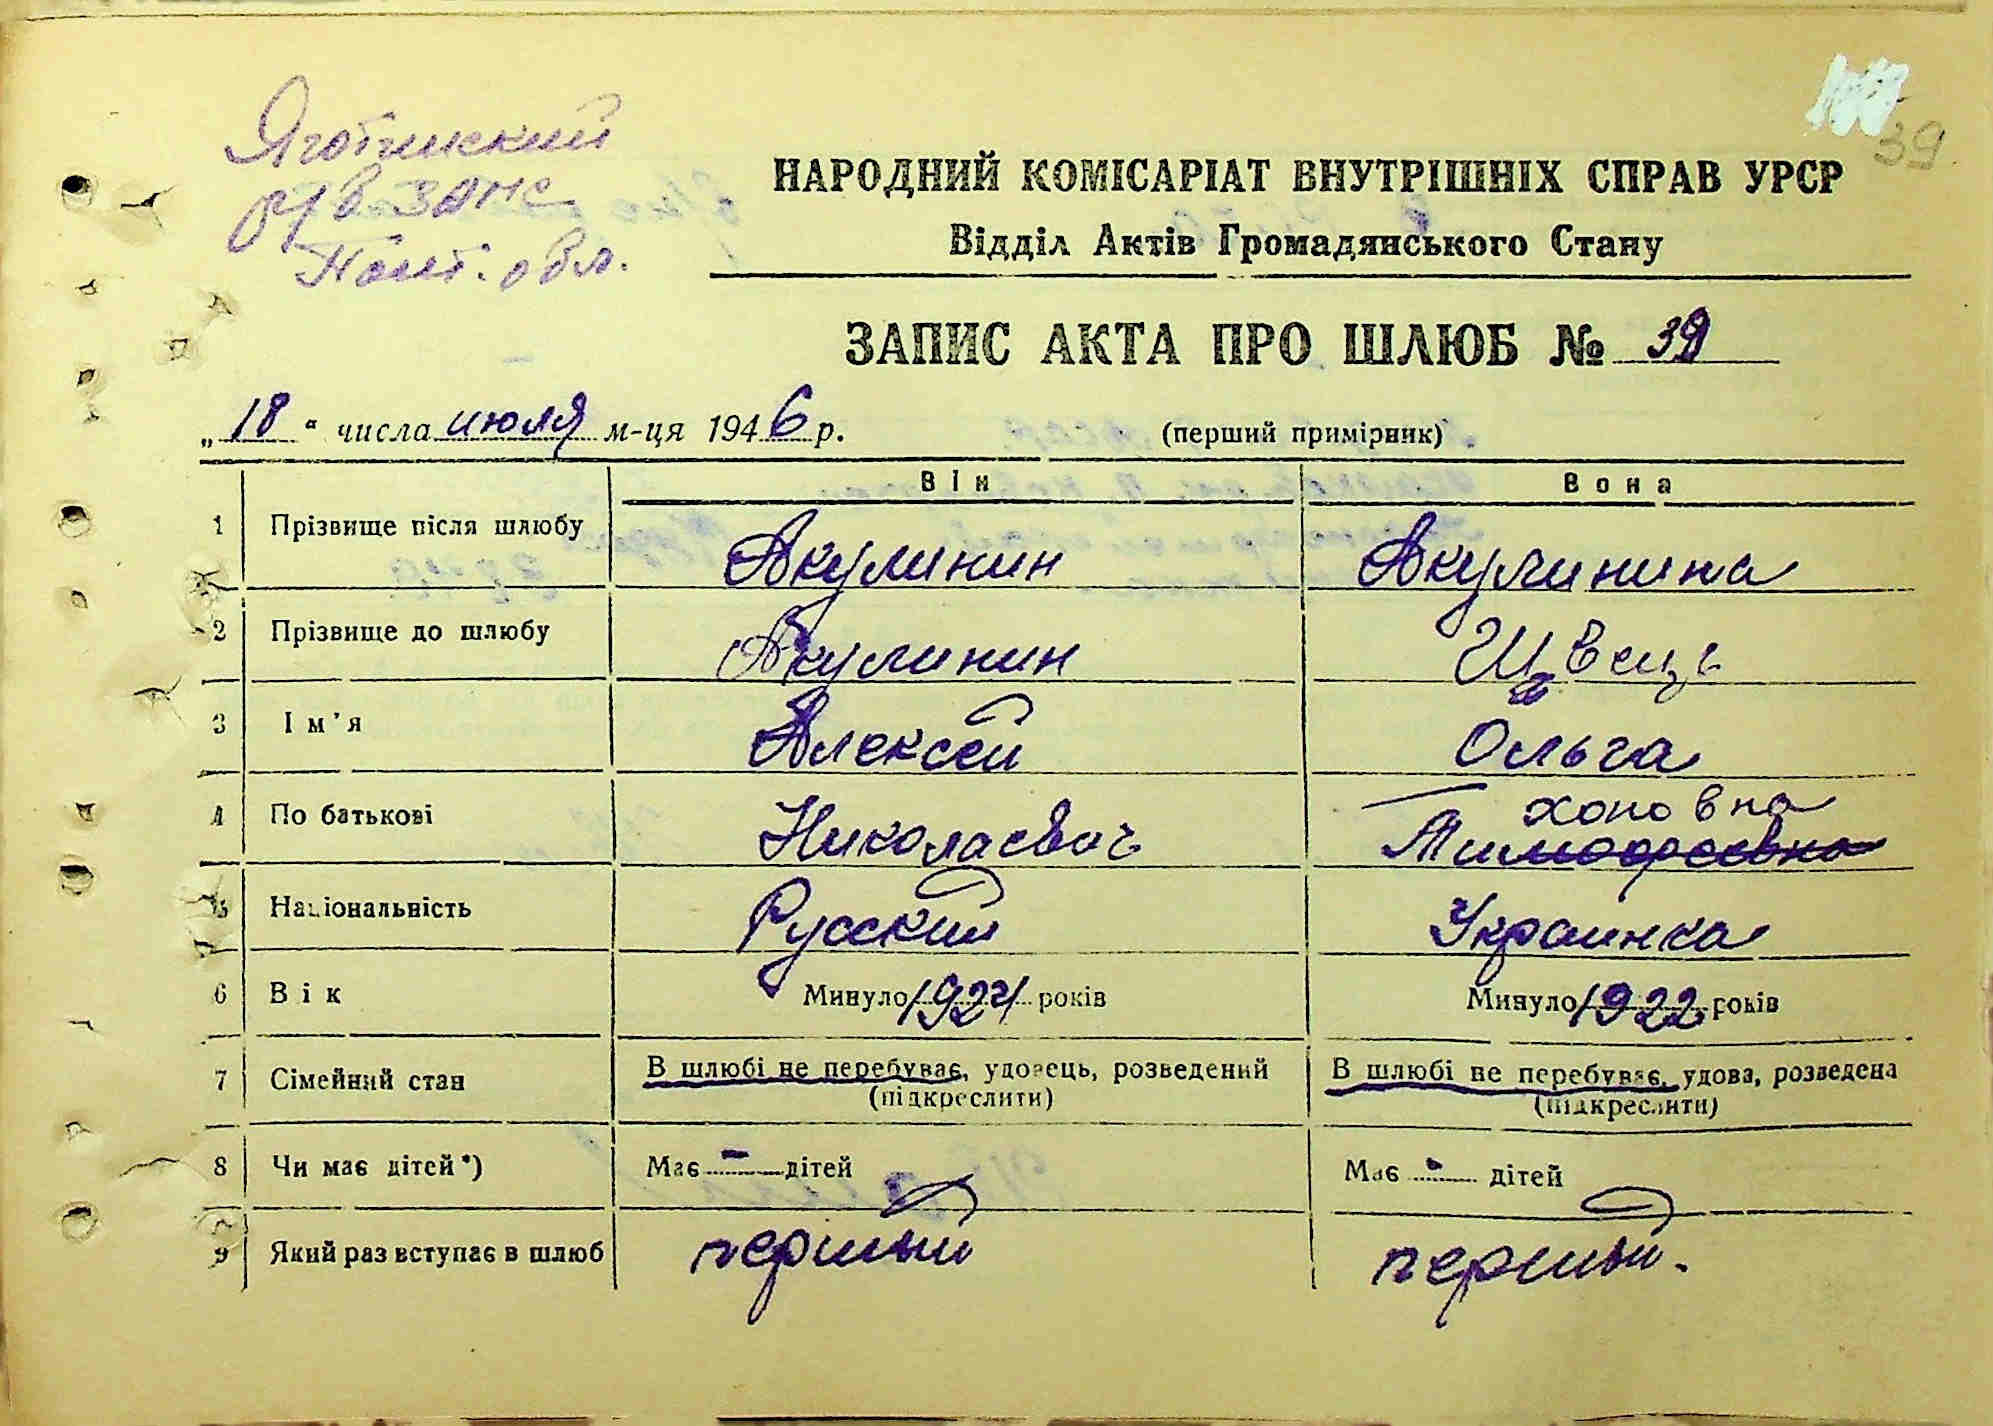 39
Яготинский
р/в ЗАГС
Полт. обл.
НАРОДНИЙ КОМІСАРІАТ ВНУТРІШНІХ СПРАВ УРСР
Відділ Актів Громадянського Стану
ЗАПИС АКТА ПРО ШЛЮБ № 39
„ 18 “ числа июля м-ця 1946 р. (перший примірник)
Він Вона
1 Прізвище після шлюбу Акулинин Акулинина
2 Прізвище до шлюбу Акулинин Швець
3 Ім'я Алексей Ольга
хоновна
4 По батькові Николаевич Тимофеевна
5 Національність Русский Украинка
6 Вік Минуло 1924 років Минуло 1922 років
7 Сімейний стан В шлюбі не перебуває, удовець, розведений В шлюбі не перебуває, удова, розведена
(підкреслити) (підкреслити)
8 Чи має дітей*) Має - дітей Має - дітей
9 Який раз вступає в шлюб первый первый.